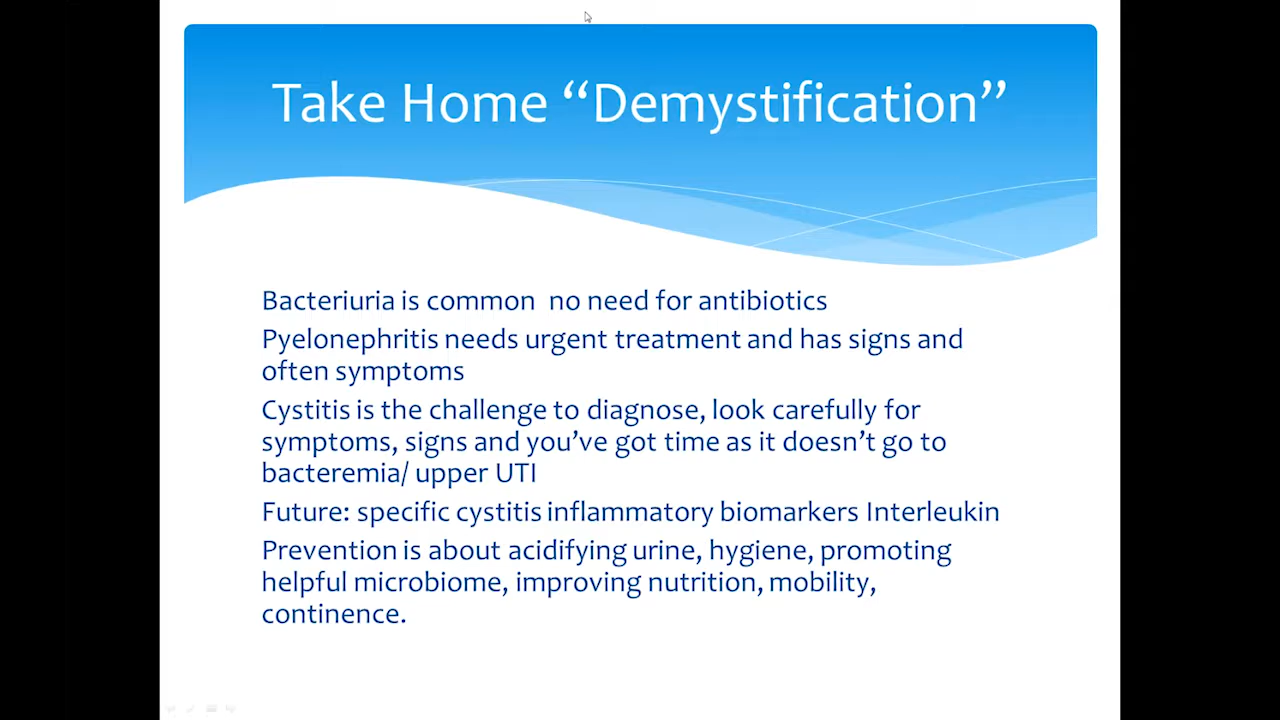 Take Home “Demystification”
Bacteriuria is common  no need for antibiotics
Pyelonephritis needs urgent treatment and has signs and
often symptoms
Cystitis is the challenge to diagnose, look carefully for
symptoms, signs and you’ve got time as it doesn’t go to
bacteremia/ upper UTI
Future: specific cystitis inflammatory biomarkers Interleukin
Prevention is about acidifying urine, hygiene, promoting
helpful microbiome, improving nutrition, mobility,
continence.